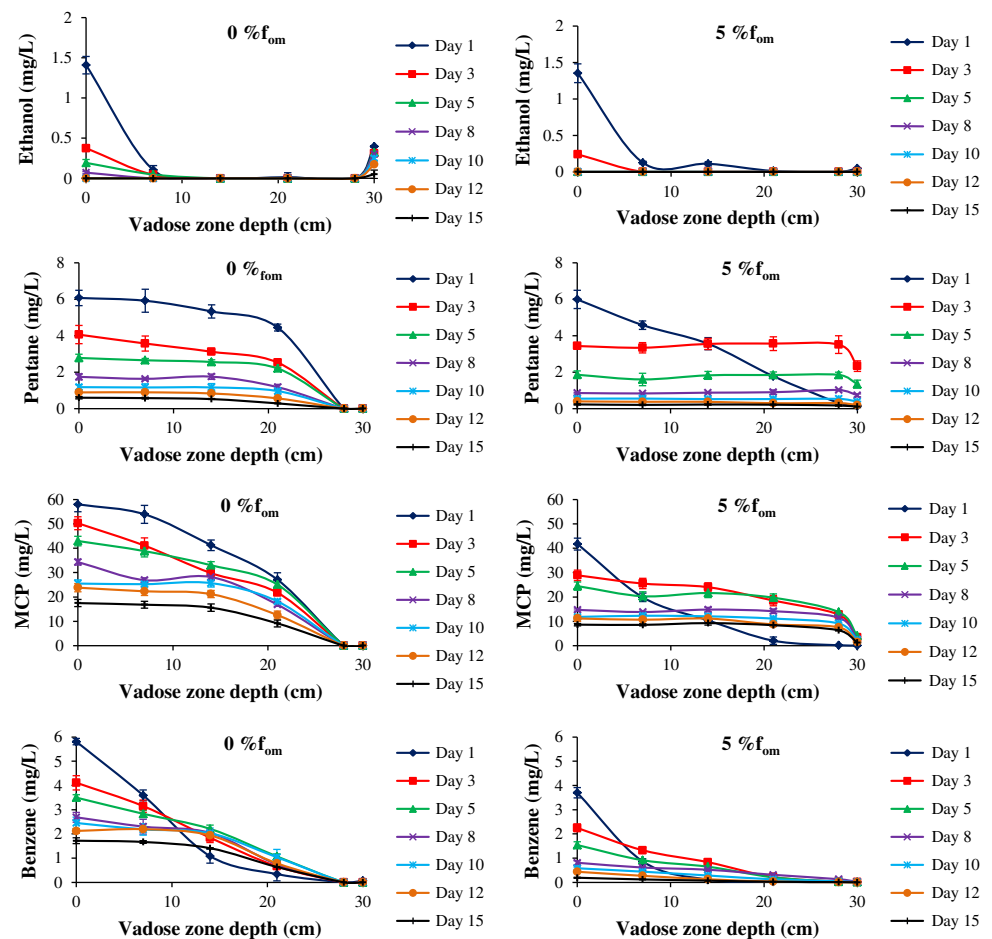 0 %fom
Ethanol (mg/L)
2
1.5
1
0.5
0
0
10
20
30
Vadose zone depth (cm)
Day 1
Day 3
Day 5
Day 8
Day 10
Day 12
Day 15
5 %fom
Ethanol (mg/L)
2
1.5
1
0.5
0
0
10
20
30
Vadose zone depth (cm)
Day 1
Day 3
Day 5
Day 8
Day 10
Day 12
Day 15
0 %fom
Pentane (mg/L)
8
6
4
2
0
0
10
20
30
Vadose zone depth (cm)
Day 1
Day 3
Day 5
Day 8
Day 10
Day 12
Day 15
5 %fom
Pentane (mg/L)
8
6
4
2
0
0
10
20
30
Vadose zone depth (cm)
Day 1
Day 3
Day 5
Day 8
Day 10
Day 12
Day 15
0 %fom
MCP (mg/L)
60
50
40
30
20
10
0
0
10
20
30
Vadose zone depth (cm)
Day 1
Day 3
Day 5
Day 8
Day 10
Day 12
Day 15
5 %fom
MCP (mg/L)
60
50
40
30
20
10
0
0
10
20
30
Vadose zone depth (cm)
Day 1
Day 3
Day 5
Day 8
Day 10
Day 12
Day 15
0 %fom
Benzene (mg/L)
6
5
4
3
2
1
0
0
10
20
30
Vadose zone depth (cm)
Day 1
Day 3
Day 5
Day 8
Day 10
Day 12
Day 15
5 %fom
Benzene (mg/L)
6
5
4
3
2
1
0
0
10
20
30
Vadose zone depth (cm)
Day 1
Day 3
Day 5
Day 8
Day 10
Day 12
Day 15